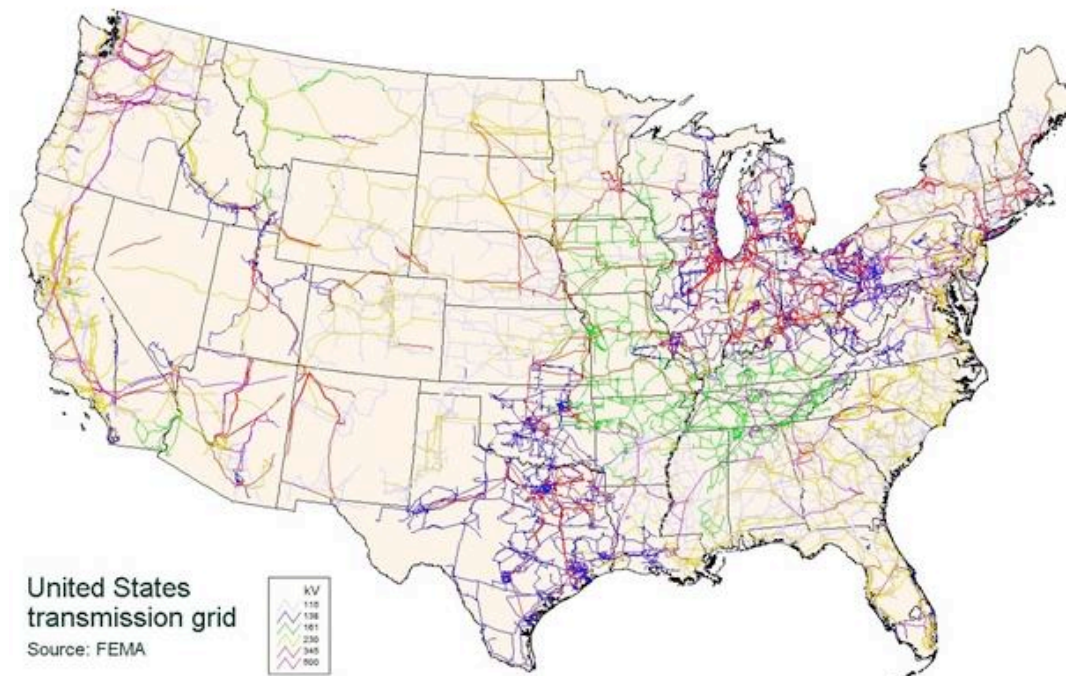 United States
transmission grid
Source: FEMA
kV
115
138
161
230
345
500